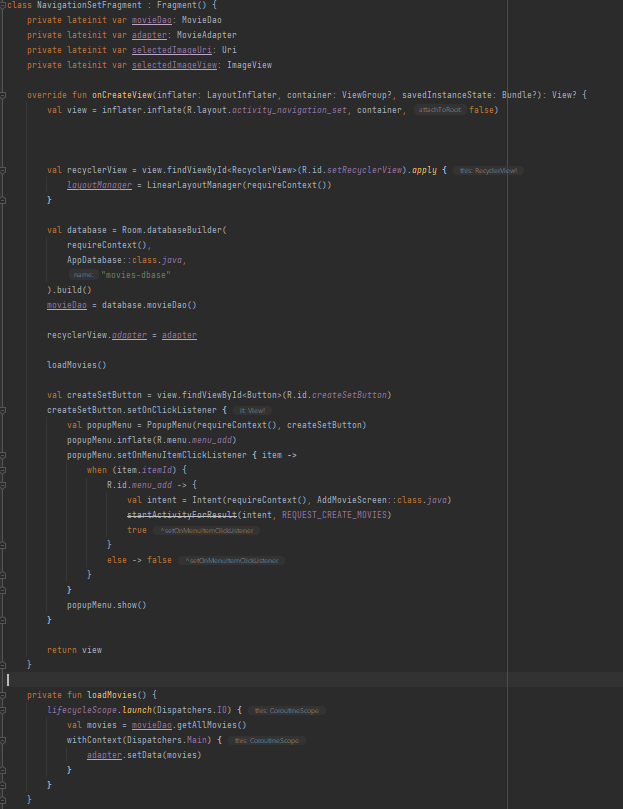 class NavigationSetFragment : Fragment() {
private lateinit var movieDao: MovieDao
private lateinit var adapter: MovieAdapter
private lateinit var selectedImageUri: Uri
private lateinit var selectedImageView: ImageView
override fun onCreateView(inflater: LayoutInflater, container: ViewGroup?, savedInstanceState: Bundle?): View? {
val view = inflater.inflate(R.layout.activity_navigation_set, container, attachToRoot: false)
val recyclerView = view.findViewById<RecyclerView>(R.id.setRecyclerView).apply { this: RecyclerView!
layoutManager = LinearLayoutManager(requireContext())
}
val database = Room.databaseBuilder(
requireContext(),
AppDatabase::class.java,
name: "movies-dbase"
).build()
movieDao = database.movieDao()
recyclerView.adapter = adapter
loadMovies()
val createSetButton = view.findViewById<Button>(R.id.createSetButton)
createSetButton.setOnClickListener { it: View!
val popupMenu = PopupMenu(requireContext(), createSetButton)
popupMenu.inflate(R.menu.menu_add)
popupMenu.setOnMenuItemClickListener { item ->
when (item.itemId) {
R.id.menu_add -> {
val intent = Intent(requireContext(), AddMovieScreen::class.java)
startActivityForResult(intent, REQUEST_CREATE_MOVIES)
true ^setOnMenuItemClickListener
}
else -> false ^setOnMenuItemClickListener
}
}
popupMenu.show()
}
return view
}
private fun loadMovies() {
lifecycleScope.launch(Dispatchers.IO) { this: CoroutineScope
val movies = movieDao.getAllMovies()
withContext(Dispatchers.Main) { this: CoroutineScope
adapter.setData(movies)
}
}
}